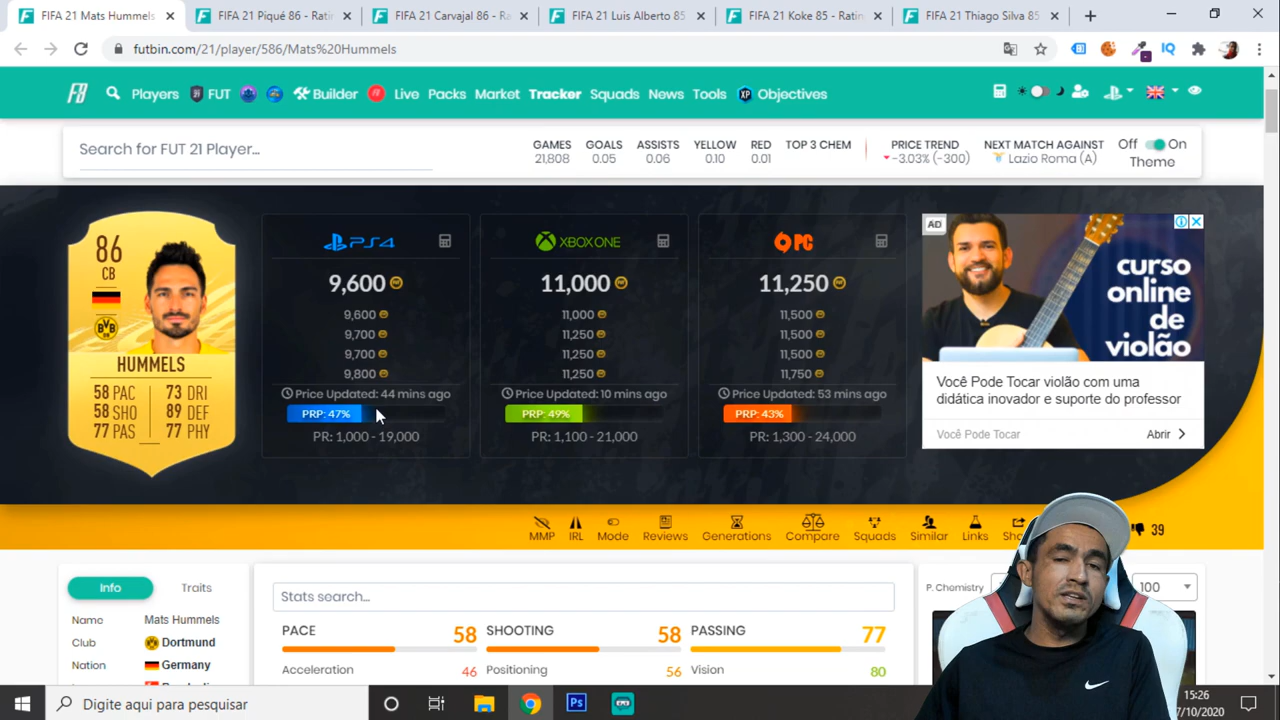 FIFA 21 Mats Hummels
FIFA 21 Piqué 86 - Ratin
FIFA 21 Carvajal 86 - Ra
FIFA 21 Luis Alberto 85
FIFA 21 Koke 85 - Ratin
FIFA 21 Thiago Silva 85
futbin.com/21/player/586/Mats%20Hummels
IQ
F8 Players FUT Builder Live Packs Market Tracker Squads News Tools XP Objectives
Search for FUT 21 Player...
GAMES GOALS ASSISTS YELLOW RED TOP 3 CHEM PRICE TREND NEXT MATCH AGAINST Off On
21,808 0.05 0.06 0.10 0.01 -3.03% (-300) Lazio Roma (A) Theme
86
CB
BVB
09
HUMMELS
58 PAC 73 DRI
58 SHO 89 DEF
77 PAS 77 PHY
PS4
9,600
9,600
9,700
9,700
9,800
Price Updated: 44 mins ago
PRP: 47%
PR: 1,000 - 19,000
XBOX ONE
11,000
11,000
11,250
11,250
11,250
Price Updated: 10 mins ago
PRP: 49%
PR: 1,100 - 21,000
PC
11,250
11,500
11,500
11,500
11,750
Price Updated: 53 mins ago
PRP: 43%
PR: 1,300 - 24,000
AD
curso
online
de
violão
Você Pode Tocar violão com uma
didática inovador e suporte do professor
Você Pode Tocar
Abrir
MMP IRL Mode Reviews Generations Compare Squads Similar Links 39
Info Traits
Name Mats Hummels
Club Dortmund
Nation Germany
Stats search...
PACE 58 SHOOTING 58 PASSING 77
Acceleration 46 Positioning 56 Vision 80
P. Chemistry 100
Digite aqui para pesquisar
Ps
15:26
7/10/2020